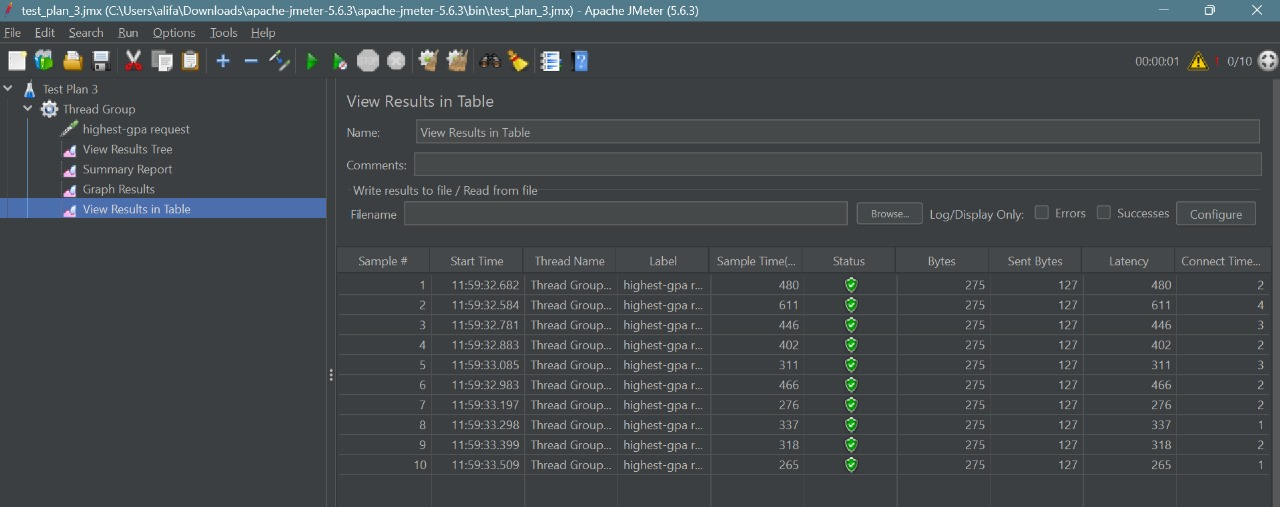 test_plan_3.jmx (C:\Users\alifa\Downloads\apache-jmeter-5.6.3\apache-jmeter-5.6.3\bin\test_plan_3.jmx) - Apache JMeter (5.6.3)
File Edit Search Run Options Tools Help
00:00:01 0/10
Test Plan 3
Thread Group
highest-gpa request
View Results Tree
Summary Report
Graph Results
View Results in Table
View Results in Table
Name: View Results in Table
Comments:
Write results to file / Read from file
Filename Browse... Log/Display Only: Errors Successes Configure
Sample # Start Time Thread Name Label Sample Time(... Status Bytes Sent Bytes Latency Connect Time...
1 11:59:32.682 Thread Group... highest-gpa r... 480 275 127 480 2
2 11:59:32.584 Thread Group... highest-gpa r... 611 275 127 611 4
3 11:59:32.781 Thread Group... highest-gpa r... 446 275 127 446 3
4 11:59:32.883 Thread Group... highest-gpa r... 402 275 127 402 2
5 11:59:33.085 Thread Group... highest-gpa r... 311 275 127 311 3
6 11:59:32.983 Thread Group... highest-gpa r... 466 275 127 466 2
7 11:59:33.197 Thread Group... highest-gpa r... 276 275 127 276 2
8 11:59:33.298 Thread Group... highest-gpa r... 337 275 127 337 1
9 11:59:33.399 Thread Group... highest-gpa r... 318 275 127 318 2
10 11:59:33.509 Thread Group... highest-gpa r... 265 275 127 265 1